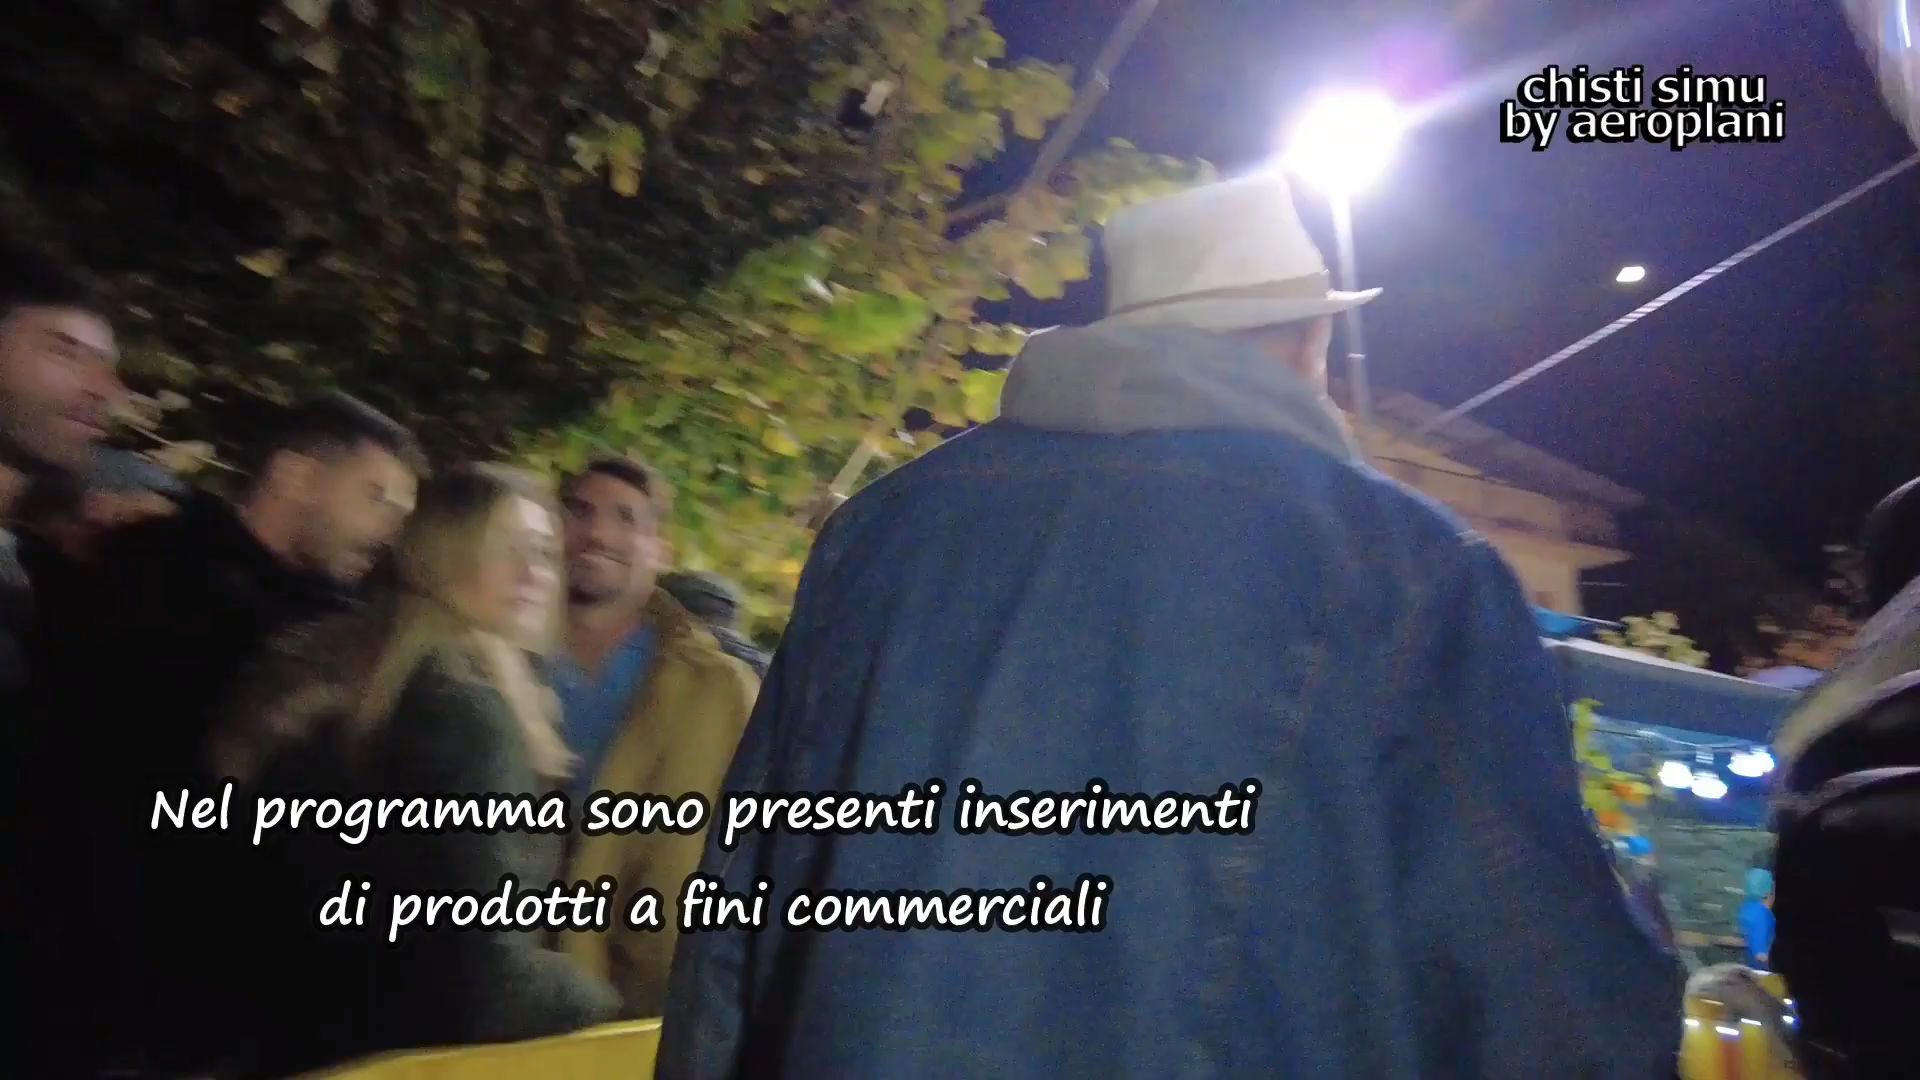 chisti simu
by aeroplani
Nel programma sono presenti inserimenti
di prodotti a fini commerciali